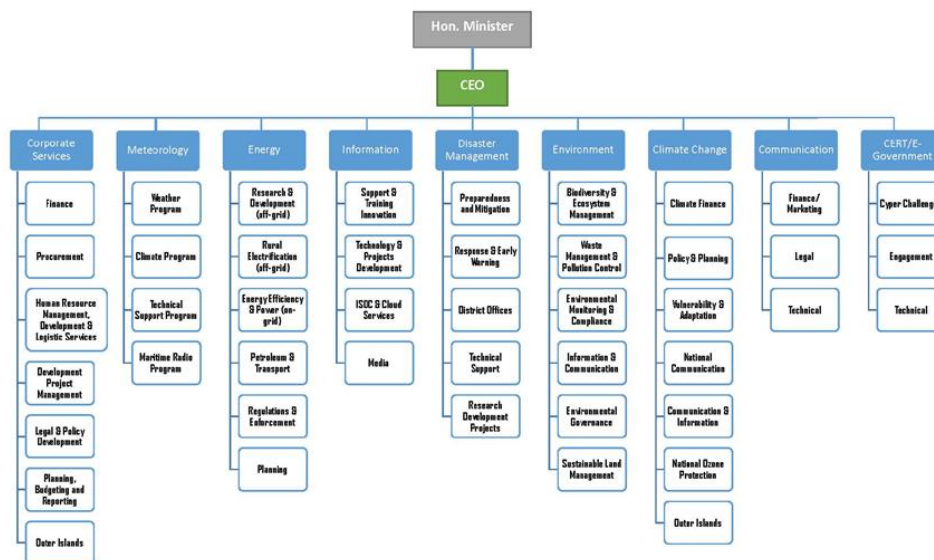 Hon. Minister
CEO
Corporate
Services
Finance
Procurement
Human Resource
Management,
Development &
Logistic Services
Development
Project
Management
Legal & Policy
Development
Planning,
Budgeting and
Reporting
Outer Islands
Meteorology
Weather
Program
Climate Program
Technical
Support Program
Maritime Radio
Program
Energy
Research &
Development
(off-grid)
Rural
Electrification
(off-grid)
Energy Efficiency
& Power (on-
grid)
Petroleum &
Transport
Regulations &
Enforcement
Planning
Information
Support &
Training
Innovation
Technology &
Projects
Development
ISOC & Cloud
Services
Media
Disaster
Management
Preparedness
and Mitigation
Response & Early
Warning
District Offices
Technical
Support
Research
Development
Projects
Environment
Biodiversity &
Ecosystem
Management
Waste
Management
& Pollution Control
Environmental
Monitoring &
Compliance
Information &
Communication
Environmental
Governance
Sustainable Land
Management
Climate Change
Climate Finance
Policy & Planning
Vulnerability &
Adaptation
National
Communication
Communication &
Information
National Ozone
Protection
Outer Islands
Communication
Finance/
Marketing
Legal
Technical
CERT/E-
Government
Cyper Challenge
Engagement
Technical